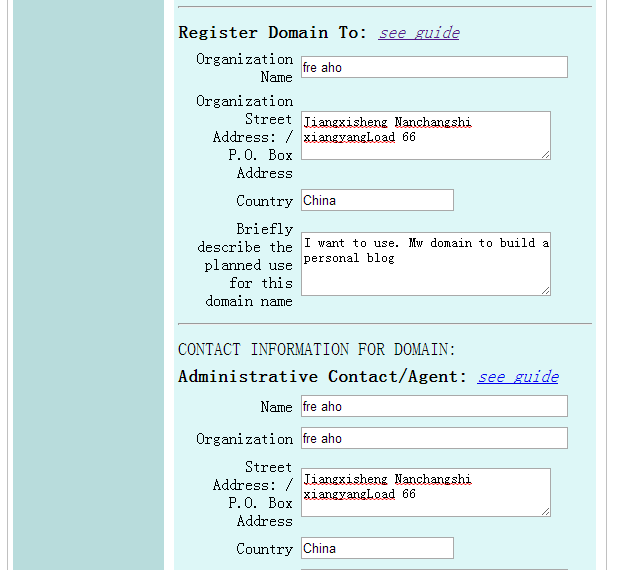 Register Domain To: see guide
Organization
Name
fre aho
Organization
Street
Address: /
P.O. Box
Address
Jiangxisheng Nanchangshi
xiangyangLoad 66
Country
China
Briefly
describe the
planned use
for this
domain name
I want to use. Mw domain to build a
personal blog
CONTACT INFORMATION FOR DOMAIN:
Administrative Contact/Agent: see guide
Name
fre aho
Organization
fre aho
Street
Address: /
P.O. Box
Address
Jiangxisheng Nanchangshi
xiangyangLoad 66
Country
China